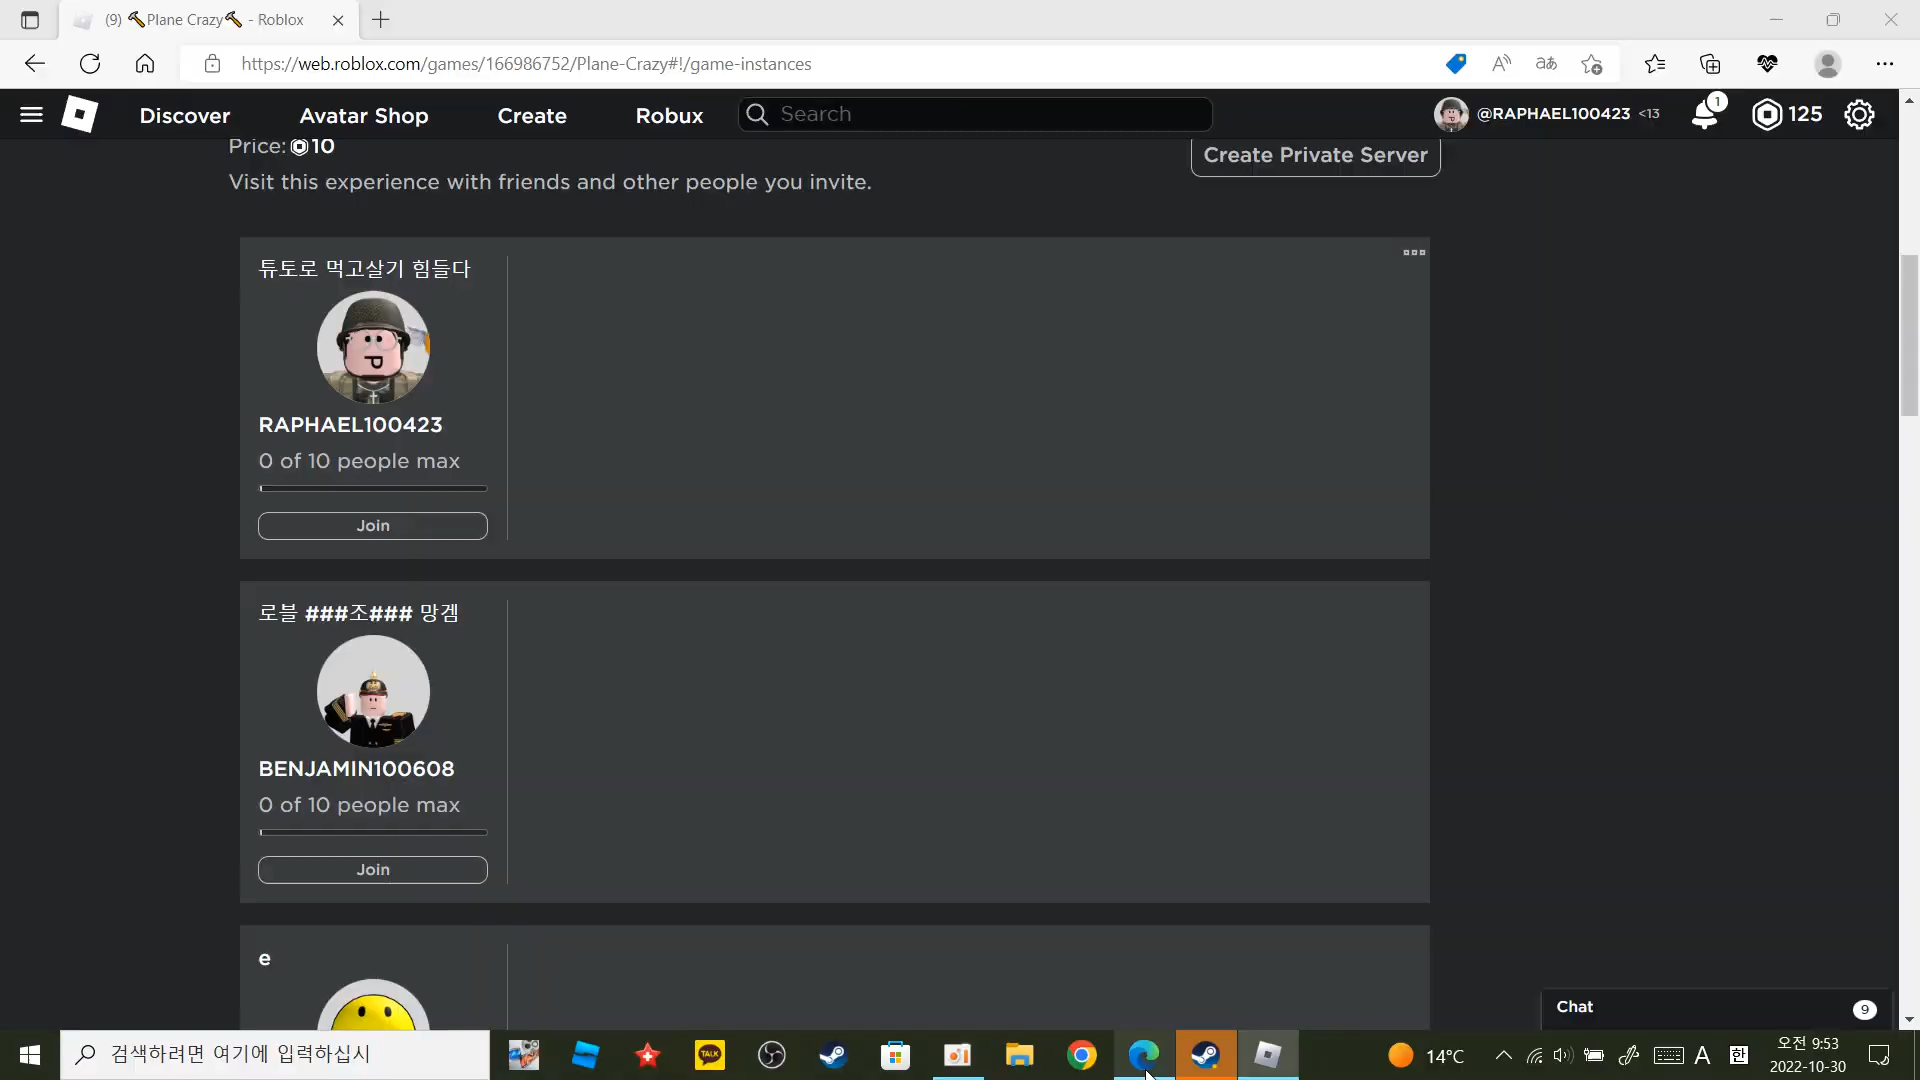 (9) 🔨Plane Crazy🔨 - Roblox
https://web.roblox.com/games/166986752/Plane-Crazy#!/game-instances
Discover
Avatar Shop
Create
Robux
Search
@RAPHAEL100423 <13
1
125
Price: 10
Create Private Server
Visit this experience with friends and other people you invite.
튜토로 먹고살기 힘들다
RAPHAEL100423
0 of 10 people max
Join
로블 ###조### 망겜
BENJAMIN100608
0 of 10 people max
Join
e
Chat
9
검색하려면 여기에 입력하십시
TALK
14°C
A
한
오전 9:53
2022-10-30